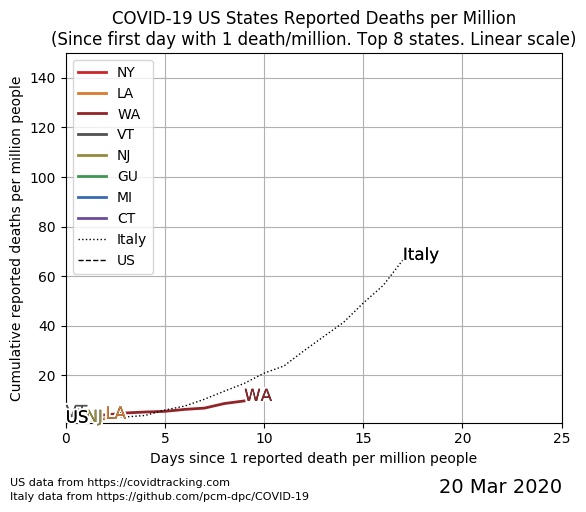 COVID-19 US States Reported Deaths per Million
(Since first day with 1 death/million. Top 8 states. Linear scale)
Cumulative reported deaths per million people
140
120
100
80
60
40
20
NY
LA
WA
VT
NJ
GU
MI
CT
Italy
US
Italy
WA
LA
NJ
VT
US
0
5
10
15
20
25
Days since 1 reported death per million people
US data from https://covidtracking.com
Italy data from https://github.com/pcm-dpc/COVID-19
20 Mar 2020